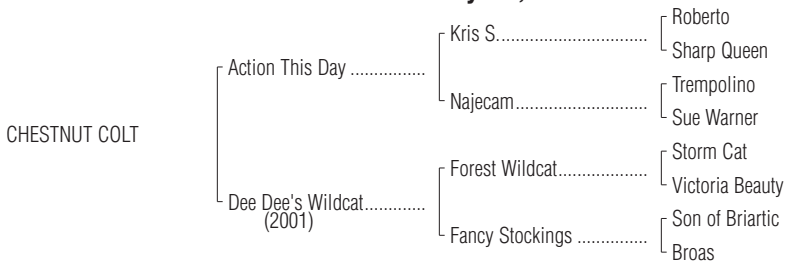 Roberto
Kris S.................................
Sharp Queen
Action This Day ................
Trempolino
Najecam.............................
Sue Warner
CHESTNUT COLT
Storm Cat
Forest Wildcat....................
Victoria Beauty
Dee Dee's Wildcat.............
(2001)
Son of Briartic
Fancy Stockings ...............
Broas